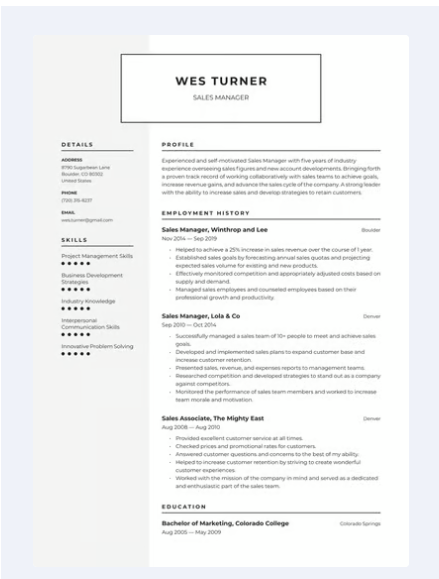 WES TURNER
SALES MANAGER
DETAILS
ADDRESS
8790 Sugarbean Lane
Boulder, CO 80302
United States
PHONE
(720) 315-8237
EMAIL
wes.turner@gmail.com
SKILLS
Project Management Skills
Business Development
Strategies
Industry Knowledge
Interpersonal
Communication Skills
Innovative Problem Solving
PROFILE
Experienced and self-motivated Sales Manager with five years of industry
experience overseeing sales figures and new account developments. Bringing forth
a proven track record of working collaboratively with sales teams to achieve goals,
increase revenue gains, and advance the sales cycle of the company. A strong leader
with the ability to increase sales and develop strategies to retain customers.
EMPLOYMENT HISTORY
Sales Manager, Winthrop and Lee
Boulder
Nov 2014 — Sep 2019
- Helped to achieve a 25% increase in sales revenue over the course of 1 year.
- Established sales goals by forecasting annual sales quotas and projecting
expected sales volume for existing and new products.
- Effectively monitored competition and appropriately adjusted costs based on
supply and demand.
- Managed sales employees and counseled employees based on their
professional growth and productivity.
Sales Manager, Lola & Co
Denver
Sep 2010 — Oct 2014
- Successfully managed a sales team of 10+ people to meet and achieve sales
goals.
- Developed and implemented sales plans to expand customer base and
increase customer retention.
- Presented sales, revenue, and expenses reports to management teams.
- Researched competition and developed strategies to stand out as a company
against competitors.
- Monitored the performance of sales team members and worked to increase
team morale and motivation.
Sales Associate, The Mighty East
Denver
Aug 2008 — Aug 2010
- Provided excellent customer service at all times.
- Checked prices and promotional rates for customers.
- Answered customer questions and concerns to the best of my ability.
- Helped to increase customer retention by striving to create wonderful
customer experiences.
- Worked with the mission of the company in mind and served as a dedicated
and enthusiastic part of the sales team.
EDUCATION
Bachelor of Marketing, Colorado College
Colorado Springs
Aug 2005 — May 2009